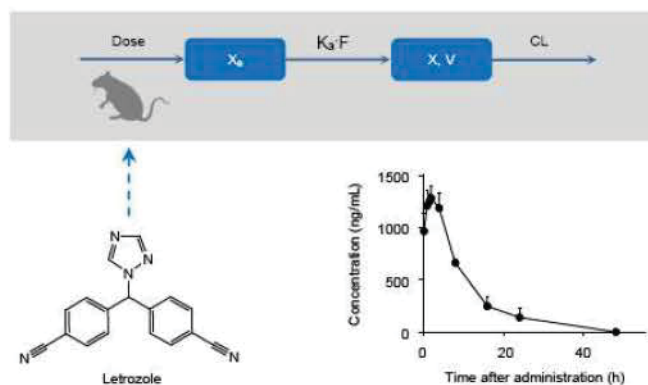 Dose
Xa
Ka·F
X, V
CL
N
N
N
N
N
Letrozole
Concentration (ng/mL)
1500
1000
500
0
0
20
40
Time after administration (h)